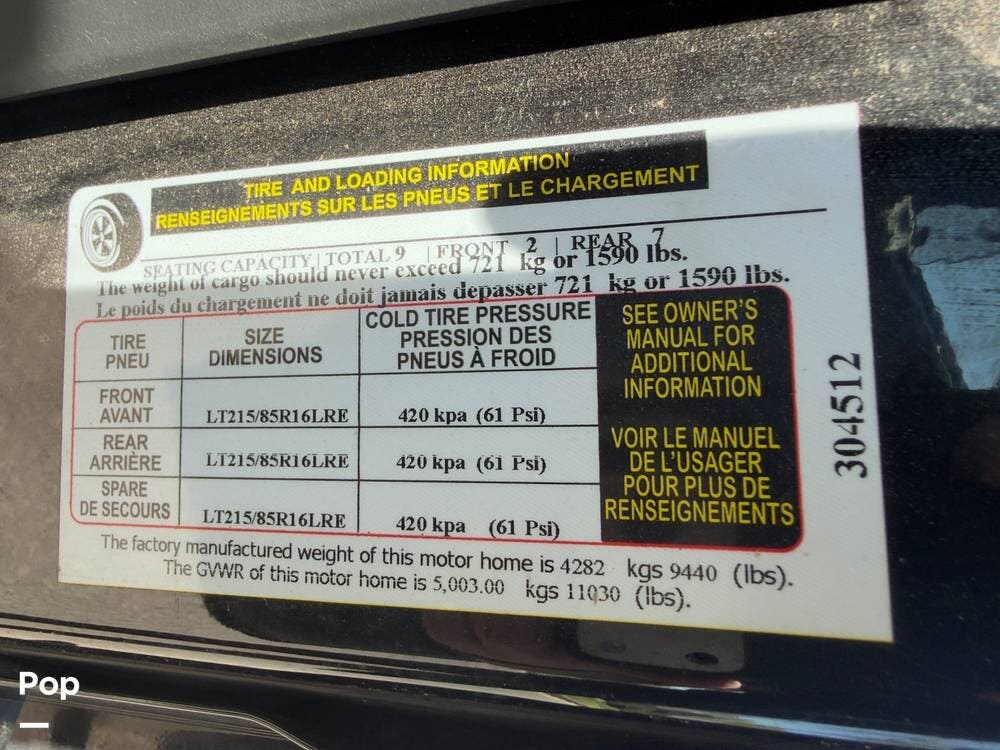 TIRE AND LOADING INFORMATION
RENSEIGNEMENTS SUR LES PNEUS ET LE CHARGEMENT
SEATING CAPACITY | TOTAL 9 | FRONT 2 | REAR 7
The weight of cargo should never exceed 721 kg or 1590 lbs.
Le poids du chargement ne doit jamais depasser 721 kg or 1590 lbs.
TIRE
PNEU
SIZE
DIMENSIONS
COLD TIRE PRESSURE
PRESSION DES
PNEUS À FROID
FRONT
AVANT
LT215/85R16LRE
420 kpa (61 Psi)
REAR
ARRIÈRE
LT215/85R16LRE
420 kpa (61 Psi)
SPARE
DE SECOURS
LT215/85R16LRE
420 kpa (61 Psi)
SEE OWNER'S
MANUAL FOR
ADDITIONAL
INFORMATION
VOIR LE MANUEL
DE L'USAGER
POUR PLUS DE
RENSEIGNEMENTS
304512
The factory manufactured weight of this motor home is 4282 kgs 9440 (lbs).
The GVWR of this motor home is 5,003.00 kgs 11030 (lbs).
Pop